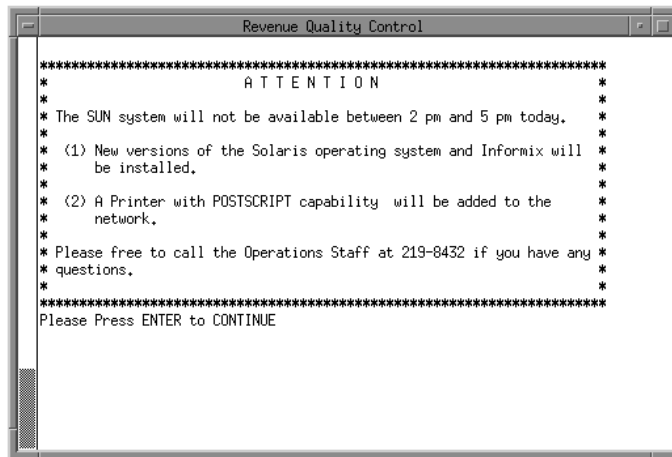 Revenue Quality Control
*************************************************************************
* A T T E N T I O N *
* *
* The SUN system will not be available between 2 pm and 5 pm today. *
* *
* (1) New versions of the Solaris operating system and Informix will *
* be installed. *
* *
* (2) A Printer with POSTSCRIPT capability will be added to the *
* network. *
* *
* Please free to call the Operations Staff at 219-8432 if you have any *
* questions. *
* *
*************************************************************************
Please Press ENTER to CONTINUE